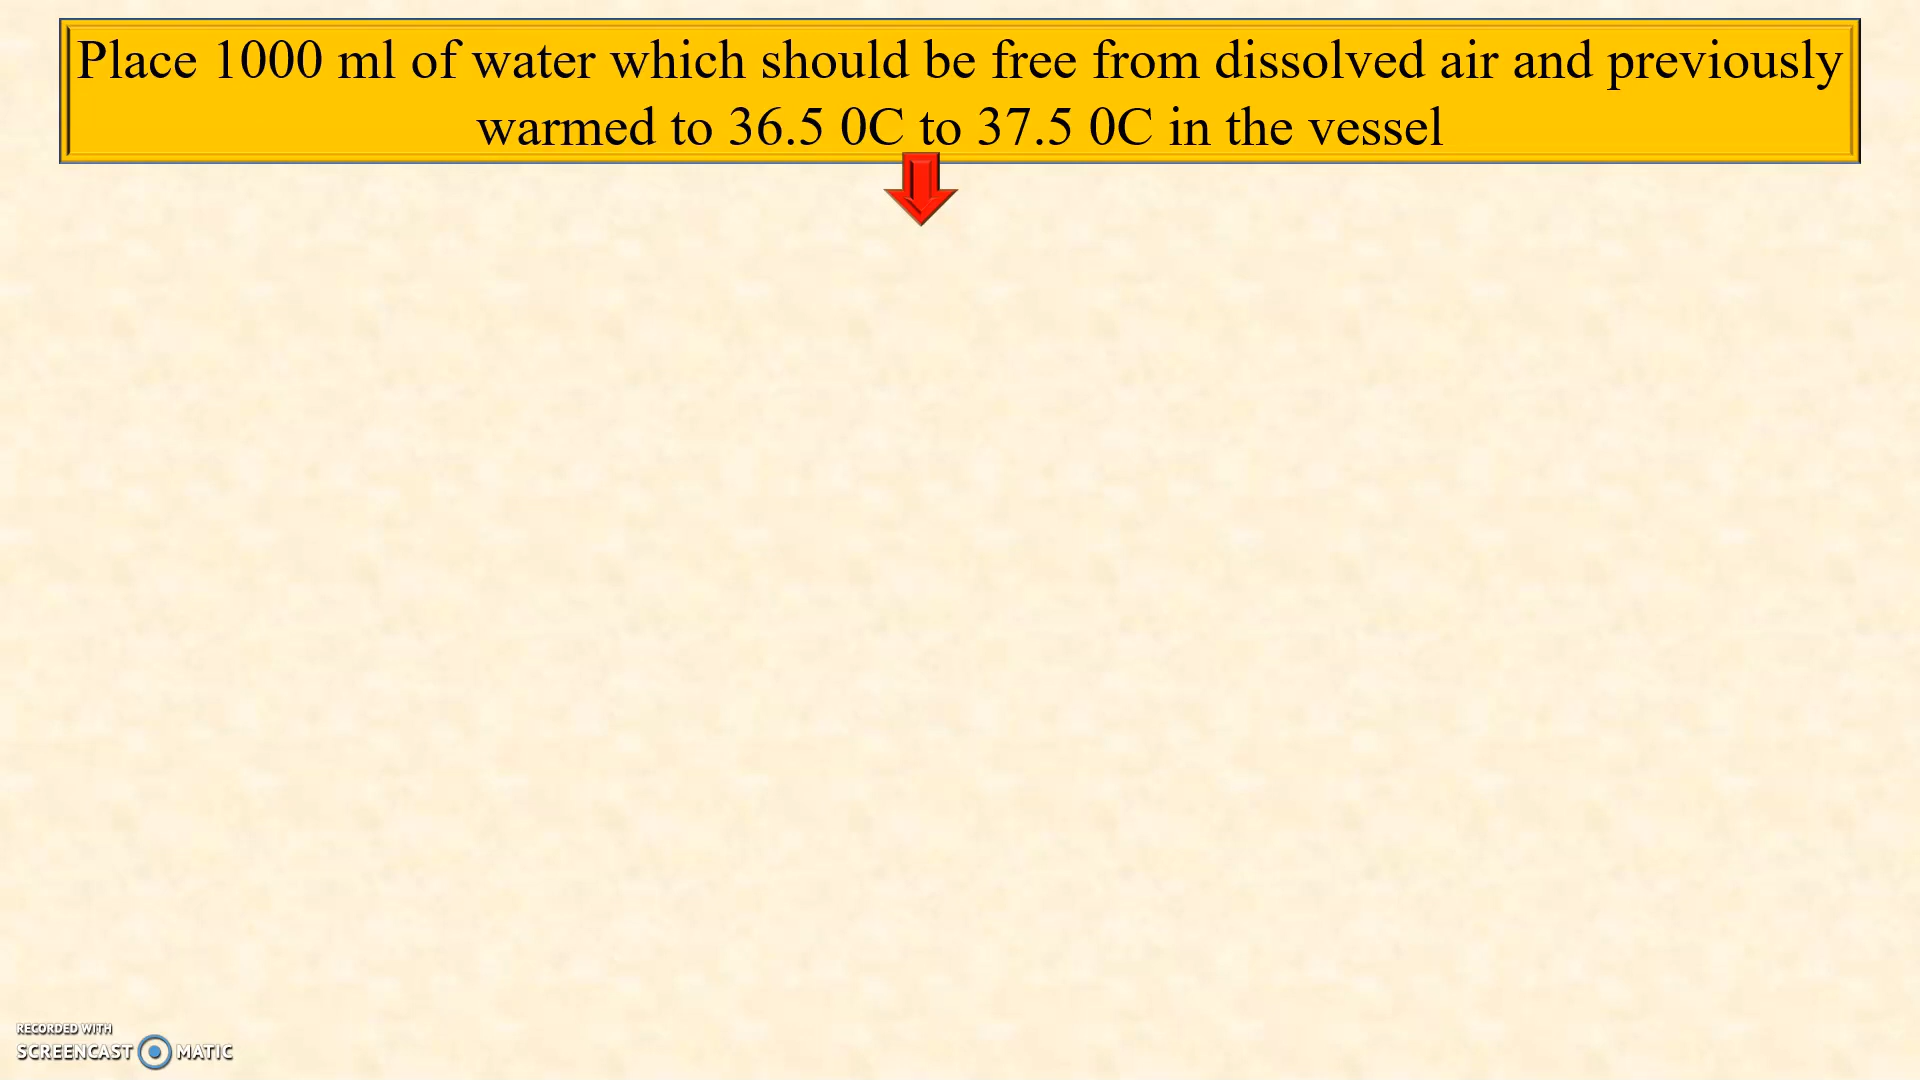 Place 1000 ml of water which should be free from dissolved air and previously
warmed to 36.5 0C to 37.5 0C in the vessel
RECORDED WITH
SCREENCAST MATIC